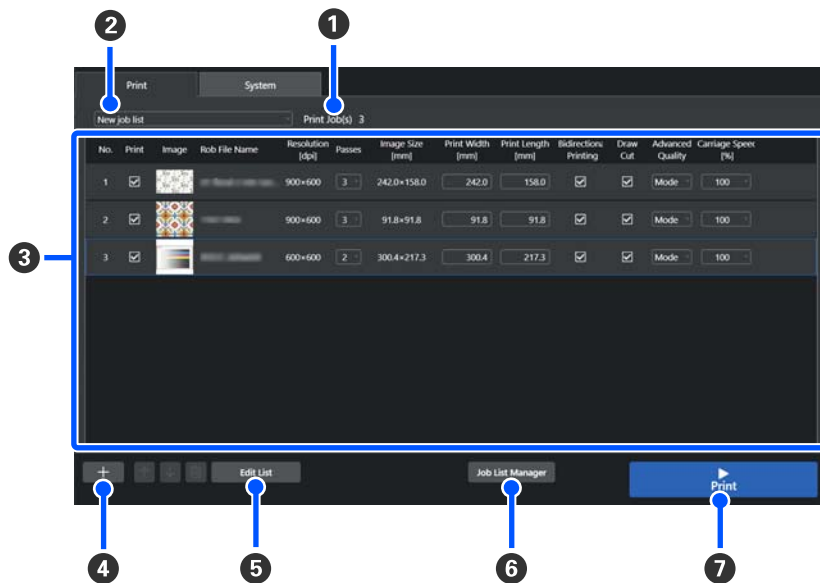 2 1
Print System
New job list Print Job(s) 3
No. Print Image Rob File Name Resolution [dpi] Passes Image Size [mm] Print Width [mm] Print Length [mm] Bidirectiona Printing Draw Cut Advanced Quality Carriage Speed [%]
1 900×600 3 242.0×158.0 242.0 158.0 Mode 100
2 900×600 3 91.8×91.8 91.8 91.8 Mode 100
3 600×600 2 300.4×217.3 300.4 217.3 Mode 100
3
+ Edit List Job List Manager Print
4 5 6 7